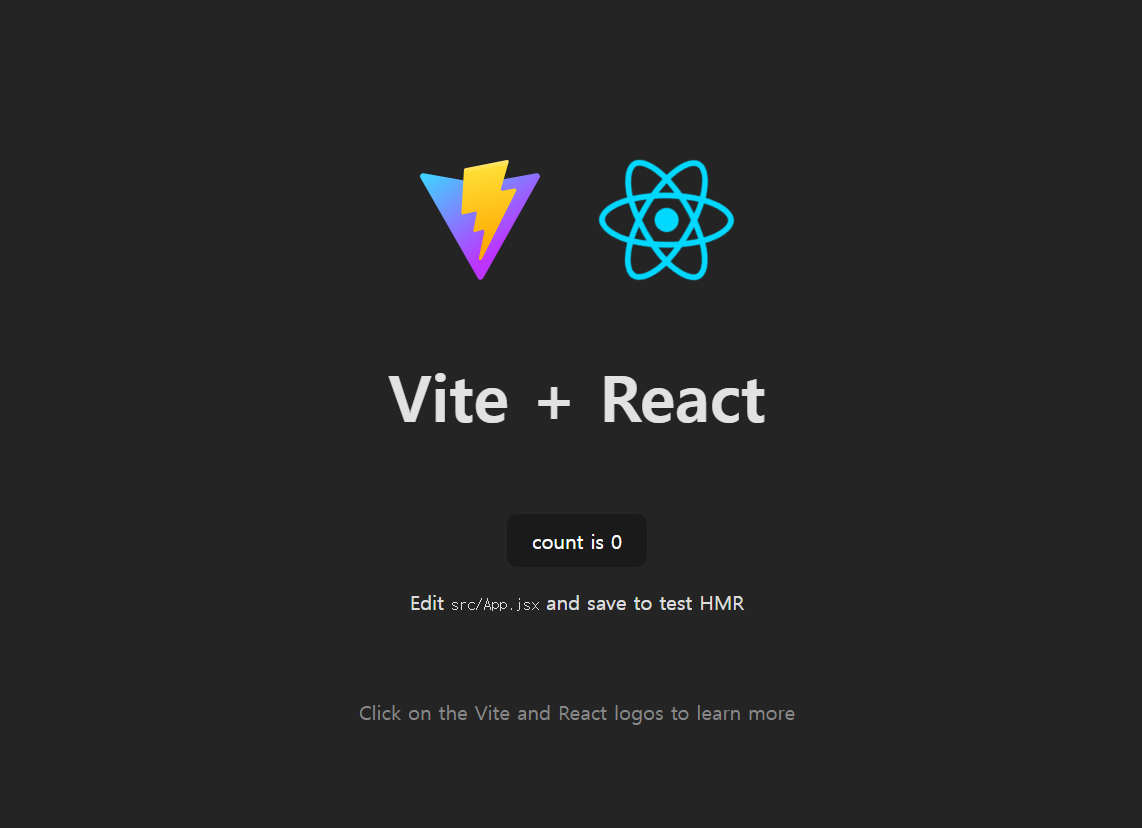 Vite + React
count is 0
Edit src/App.jsx and save to test HMR
Click on the Vite and React logos to learn more